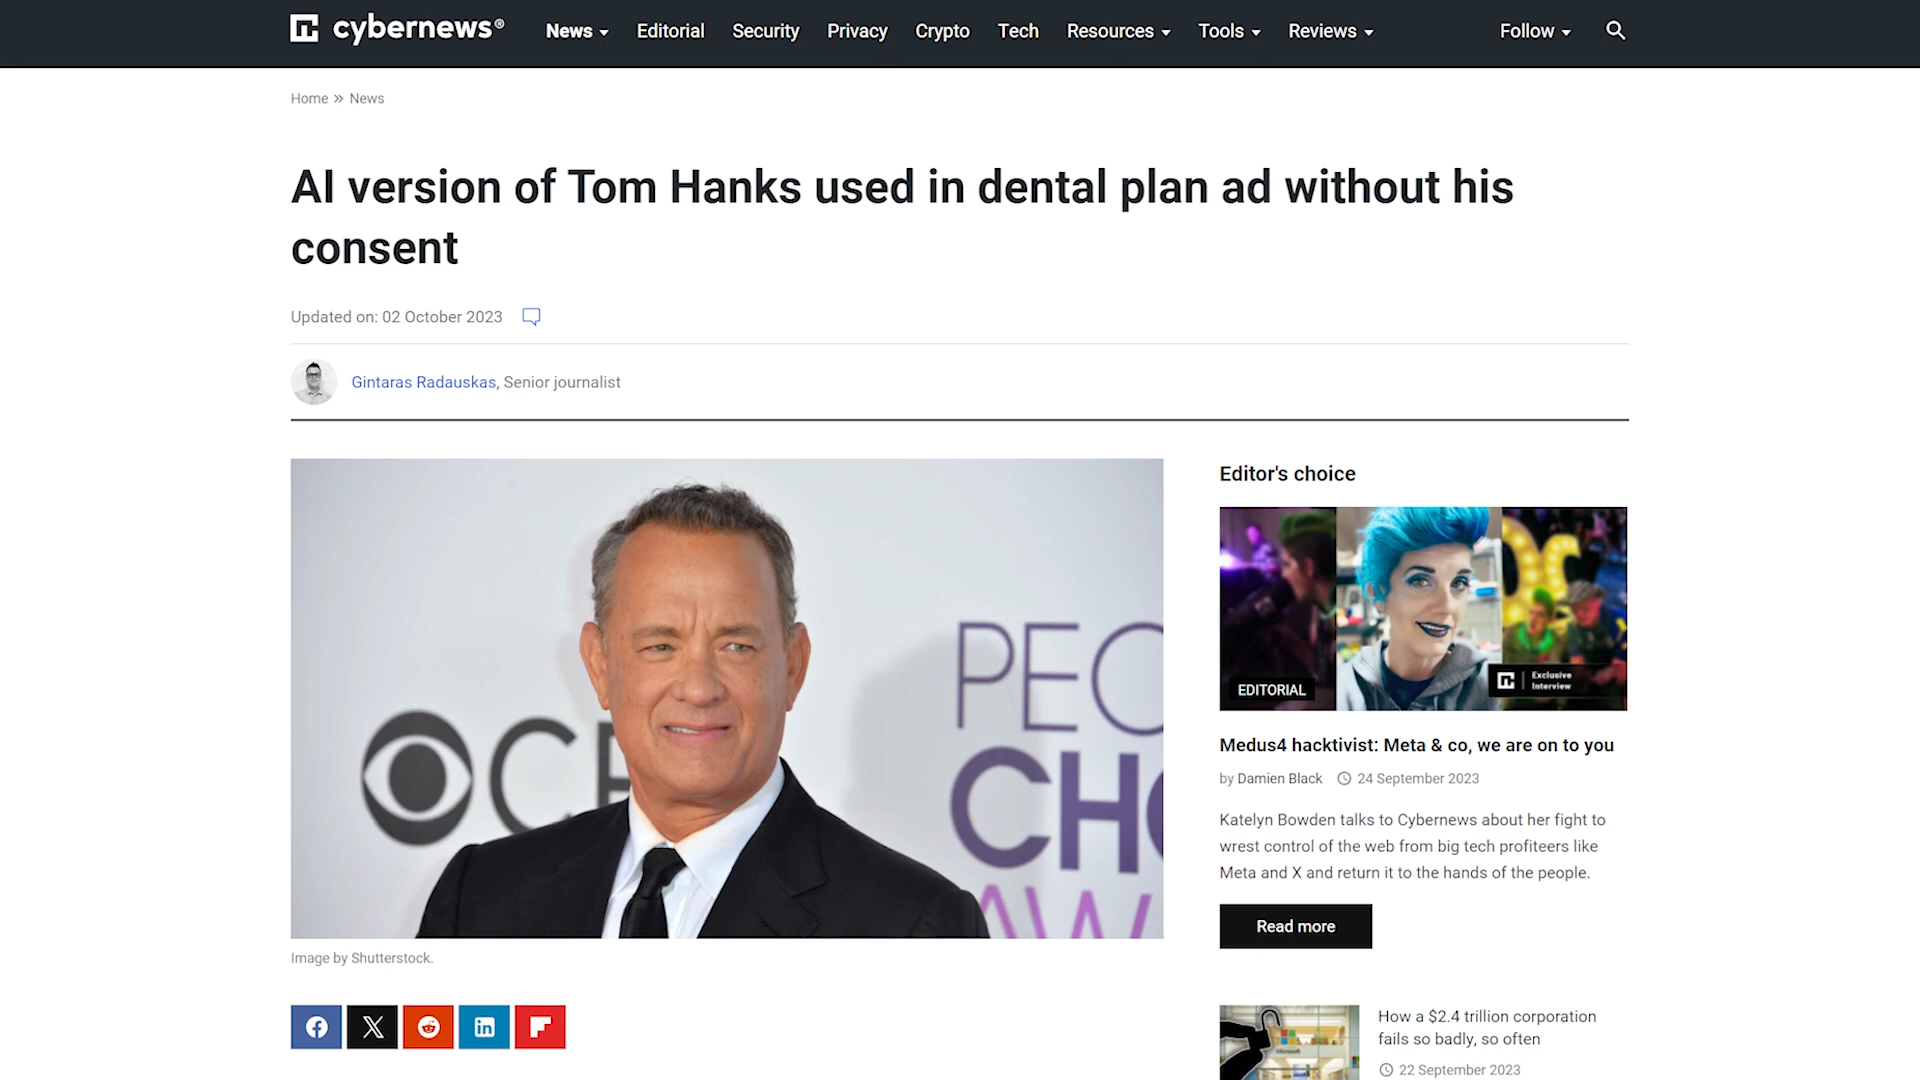 cybernews®
News
Editorial
Security
Privacy
Crypto
Tech
Resources
Tools
Reviews
Follow
Home » News
AI version of Tom Hanks used in dental plan ad without his
consent
Updated on: 02 October 2023
Gintaras Radauskas, Senior journalist
PEO
CHO
AW
Image by Shutterstock.
Editor's choice
EDITORIAL
Exclusive
Interview
Medus4 hacktivist: Meta & co, we are on to you
by Damien Black 24 September 2023
Katelyn Bowden talks to Cybernews about her fight to
wrest control of the web from big tech profiteers like
Meta and X and return it to the hands of the people.
Read more
Microsoft
How a $2.4 trillion corporation
fails so badly, so often
22 September 2023